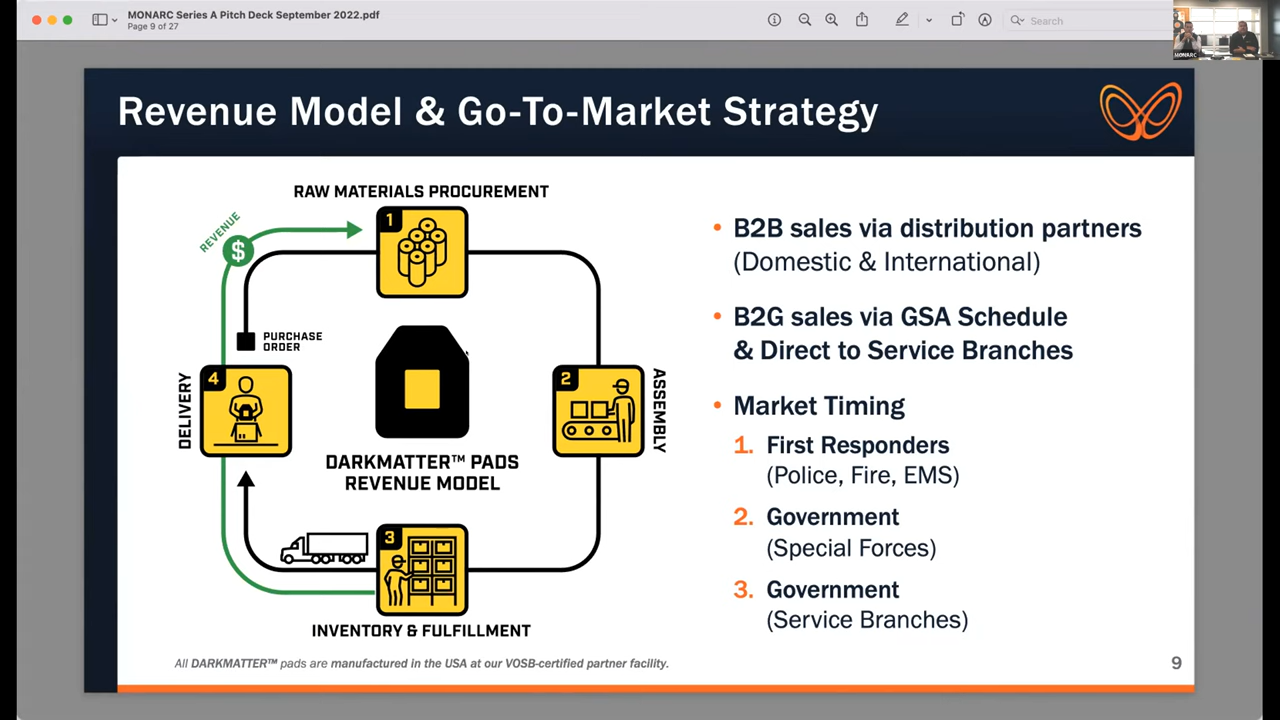 MONARC Series A Pitch Deck September 2022.pdf
Page 9 of 27
Search
MONARC
Revenue Model & Go-To-Market Strategy
RAW MATERIALS PROCUREMENT
1
REVENUE
$
PURCHASE
ORDER
4
DELIVERY
2
ASSEMBLY
DARKMATTER™ PADS
REVENUE MODEL
3
INVENTORY & FULFILLMENT
All DARKMATTER™ pads are manufactured in the USA at our VOSB-certified partner facility.
• B2B sales via distribution partners
(Domestic & International)
• B2G sales via GSA Schedule
& Direct to Service Branches
• Market Timing
1. First Responders
(Police, Fire, EMS)
2. Government
(Special Forces)
3. Government
(Service Branches)
9